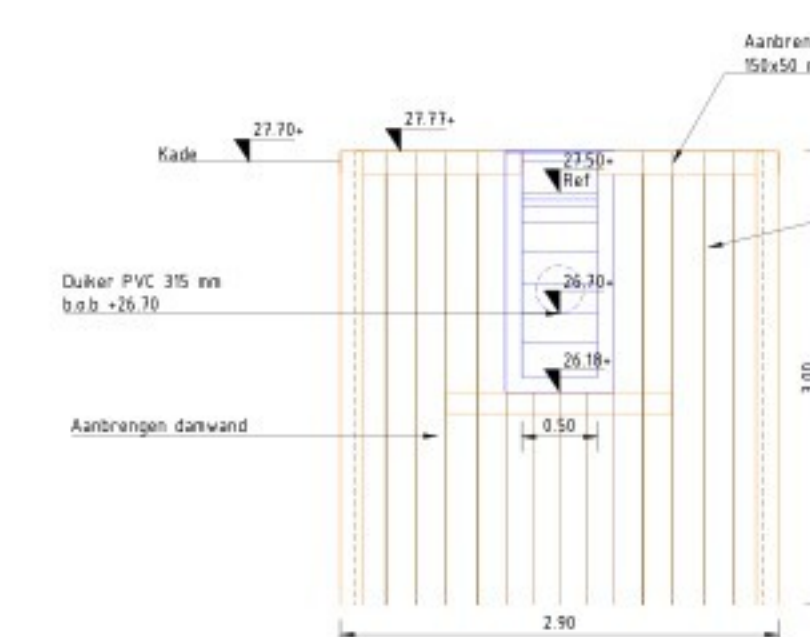 Aanbren
150x50
27.77+
27.70+
Kade
27.50+
Ref
Duiker PVC 315 mm
b.o.b +26.70
26.70+
26.18+
Aanbrengen damwand
0.50
2.90